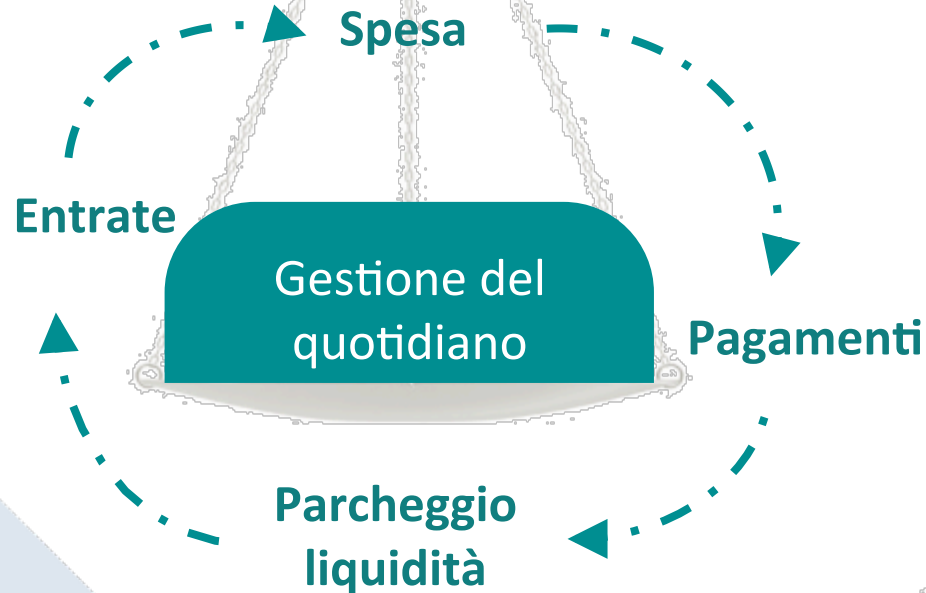 Spesa
Entrate
Gestione del
quotidiano
Pagamenti
Parcheggio
liquidità